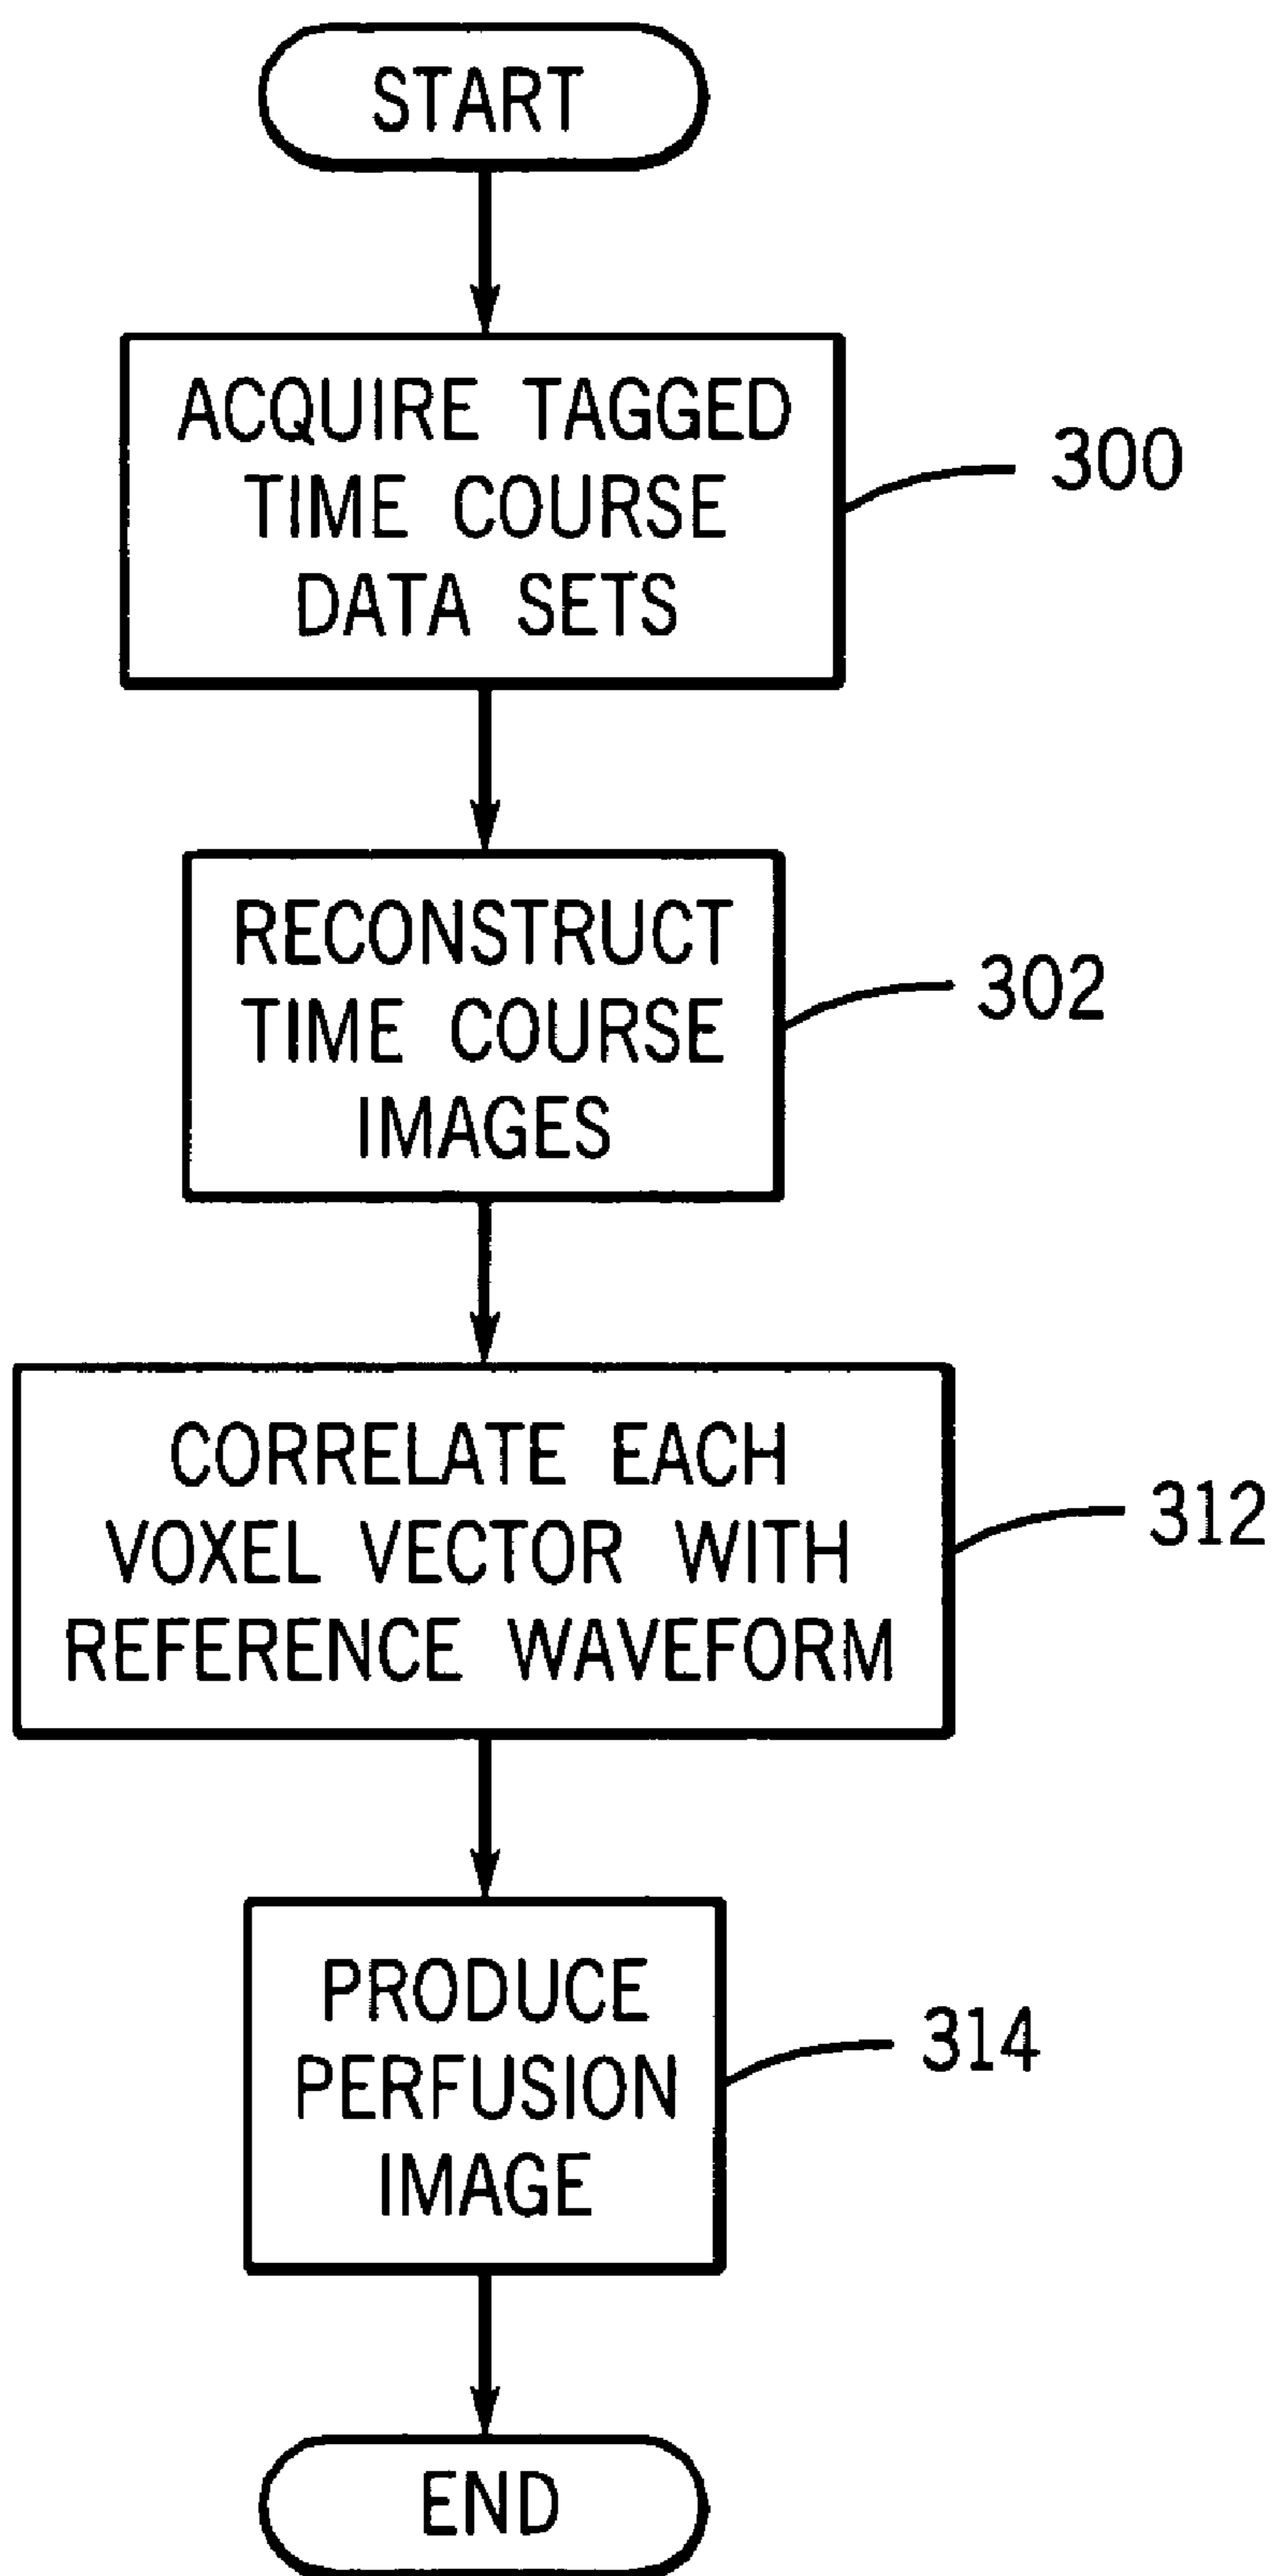 START
ACQUIRE TAGGED
TIME COURSE
DATA SETS
300
RECONSTRUCT
TIME COURSE
IMAGES
302
CORRELATE EACH
VOXEL VECTOR WITH
REFERENCE WAVEFORM
312
PRODUCE
PERFUSION
IMAGE
314
END